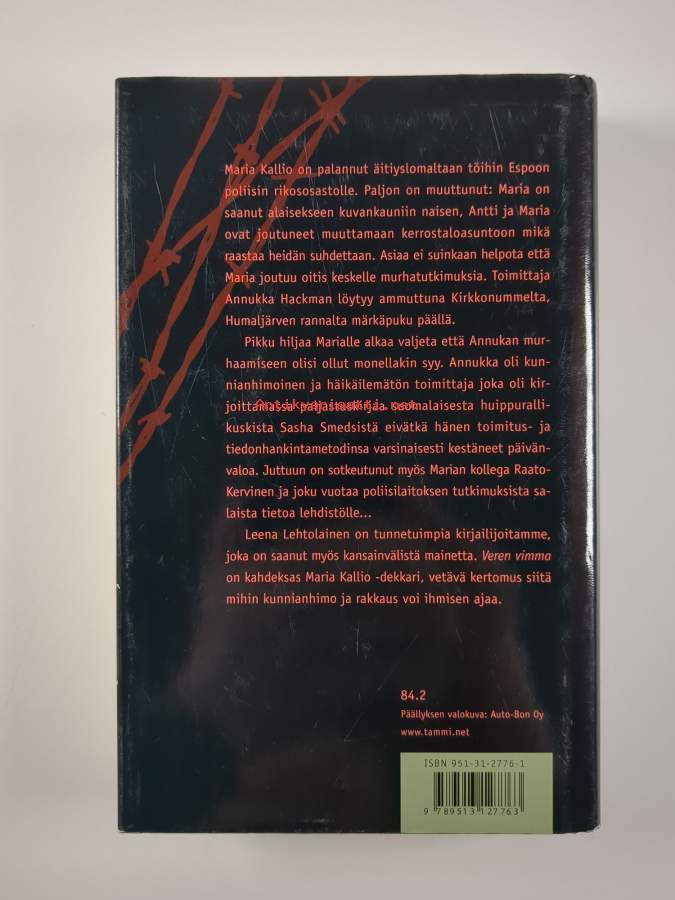 Maria Kallio on palannut äitiyslomaltaan töihin Espoon
poliisin rikososastolle. Paljon on muuttunut: Maria on
saanut alaisekseen kuvankauniin naisen, Antti ja Maria
ovat joutuneet muuttamaan kerrostaloasuntoon mikä
raastaa heidän suhdettaan. Asiaa ei suinkaan helpota että
Maria joutuu oitis keskelle murhatutkimuksia. Toimittaja
Annukka Hackman löytyy ammuttuna Kirkkonummelta,
Humaljärven rannalta märkäpuku päällä.
Pikku hiljaa Marialle alkaa valjeta että Annukan mur-
haamiseen olisi ollut monellakin syy. Annukka oli kun-
nianhimoinen ja häikäilemätön toimittaja joka oli kir-
joittamassa paljastuskirjaa suomalaisesta huippuralli-
kuskista Sasha Smedsistä eivätkä hänen toimitus- ja
tiedonhankintametodinsa varsinaisesti kestäneet päivän-
valoa. Juttuun on sotkeutunut myös Marian kollega Raato-
Kervinen ja joku vuotaa poliisilaitoksen tutkimuksista sa-
laista tietoa lehdistölle...
Leena Lehtolainen on tunnetuimpia kirjailijoitamme,
joka on saanut myös kansainvälistä mainetta. Veren vimma
on kahdeksas Maria Kallio -dekkari, vetävä kertomus siitä
mihin kunnianhimo ja rakkaus voi ihmisen ajaa.
84.2
Päällyksen valokuva: Auto-Bon Oy
www.tammi.net
ISBN 951-31-2776-1
9 789513 127763